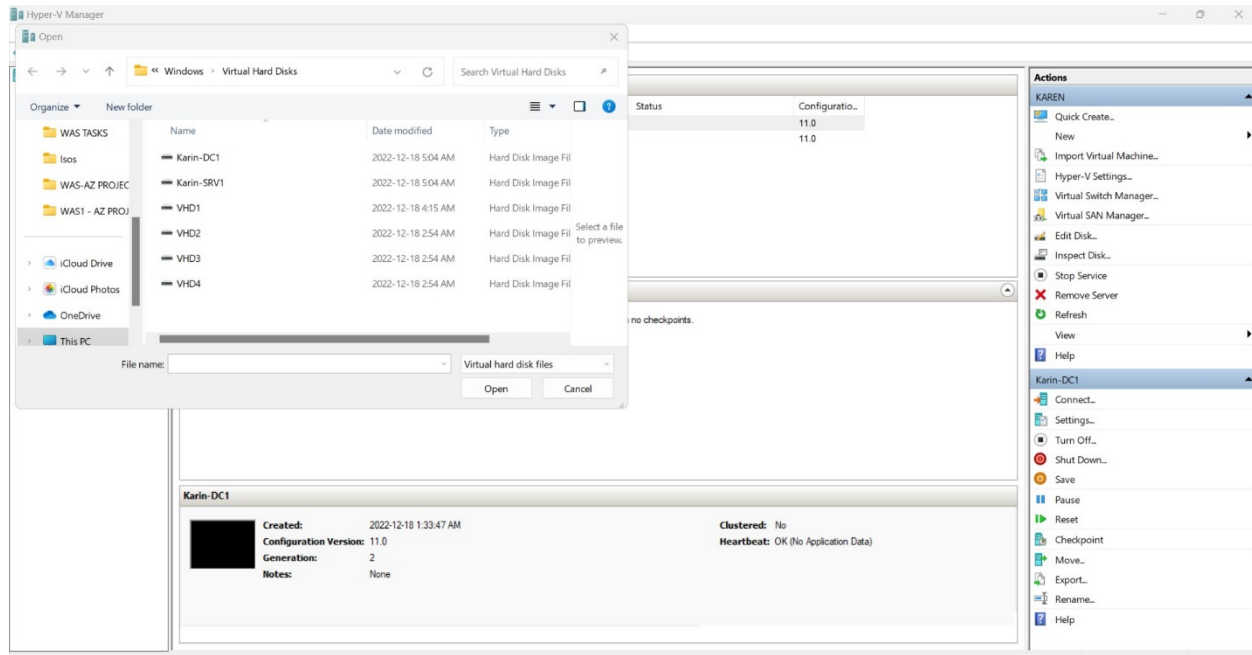 Hyper-V Manager
Open
« Windows › Virtual Hard Disks
Search Virtual Hard Disks
Organize
New folder
WAS TASKS
Isos
WAS-AZ PROJEC
WAS1 - AZ PROJ
iCloud Drive
iCloud Photos
OneDrive
This PC
Name Date modified Type
Karin-DC1 2022-12-18 5:04 AM Hard Disk Image Fil
Karin-SRV1 2022-12-18 5:04 AM Hard Disk Image Fil
VHD1 2022-12-18 4:15 AM Hard Disk Image Fil
VHD2 2022-12-18 2:54 AM Hard Disk Image Fil
VHD3 2022-12-18 2:54 AM Hard Disk Image Fil
VHD4 2022-12-18 2:54 AM Hard Disk Image Fil
Select a file
to preview.
File name:
Virtual hard disk files
Open Cancel
Status Configuratio...
11.0
11.0
no checkpoints.
Karin-DC1
Created: 2022-12-18 1:33:47 AM Clustered: No
Configuration Version: 11.0 Heartbeat: OK (No Application Data)
Generation: 2
Notes: None
Actions
KAREN
Quick Create...
New
Import Virtual Machine...
Hyper-V Settings...
Virtual Switch Manager...
Virtual SAN Manager...
Edit Disk...
Inspect Disk...
Stop Service
Remove Server
Refresh
View
Help
Karin-DC1
Connect...
Settings...
Turn Off...
Shut Down...
Save
Pause
Reset
Checkpoint
Move...
Export...
Rename...
Help